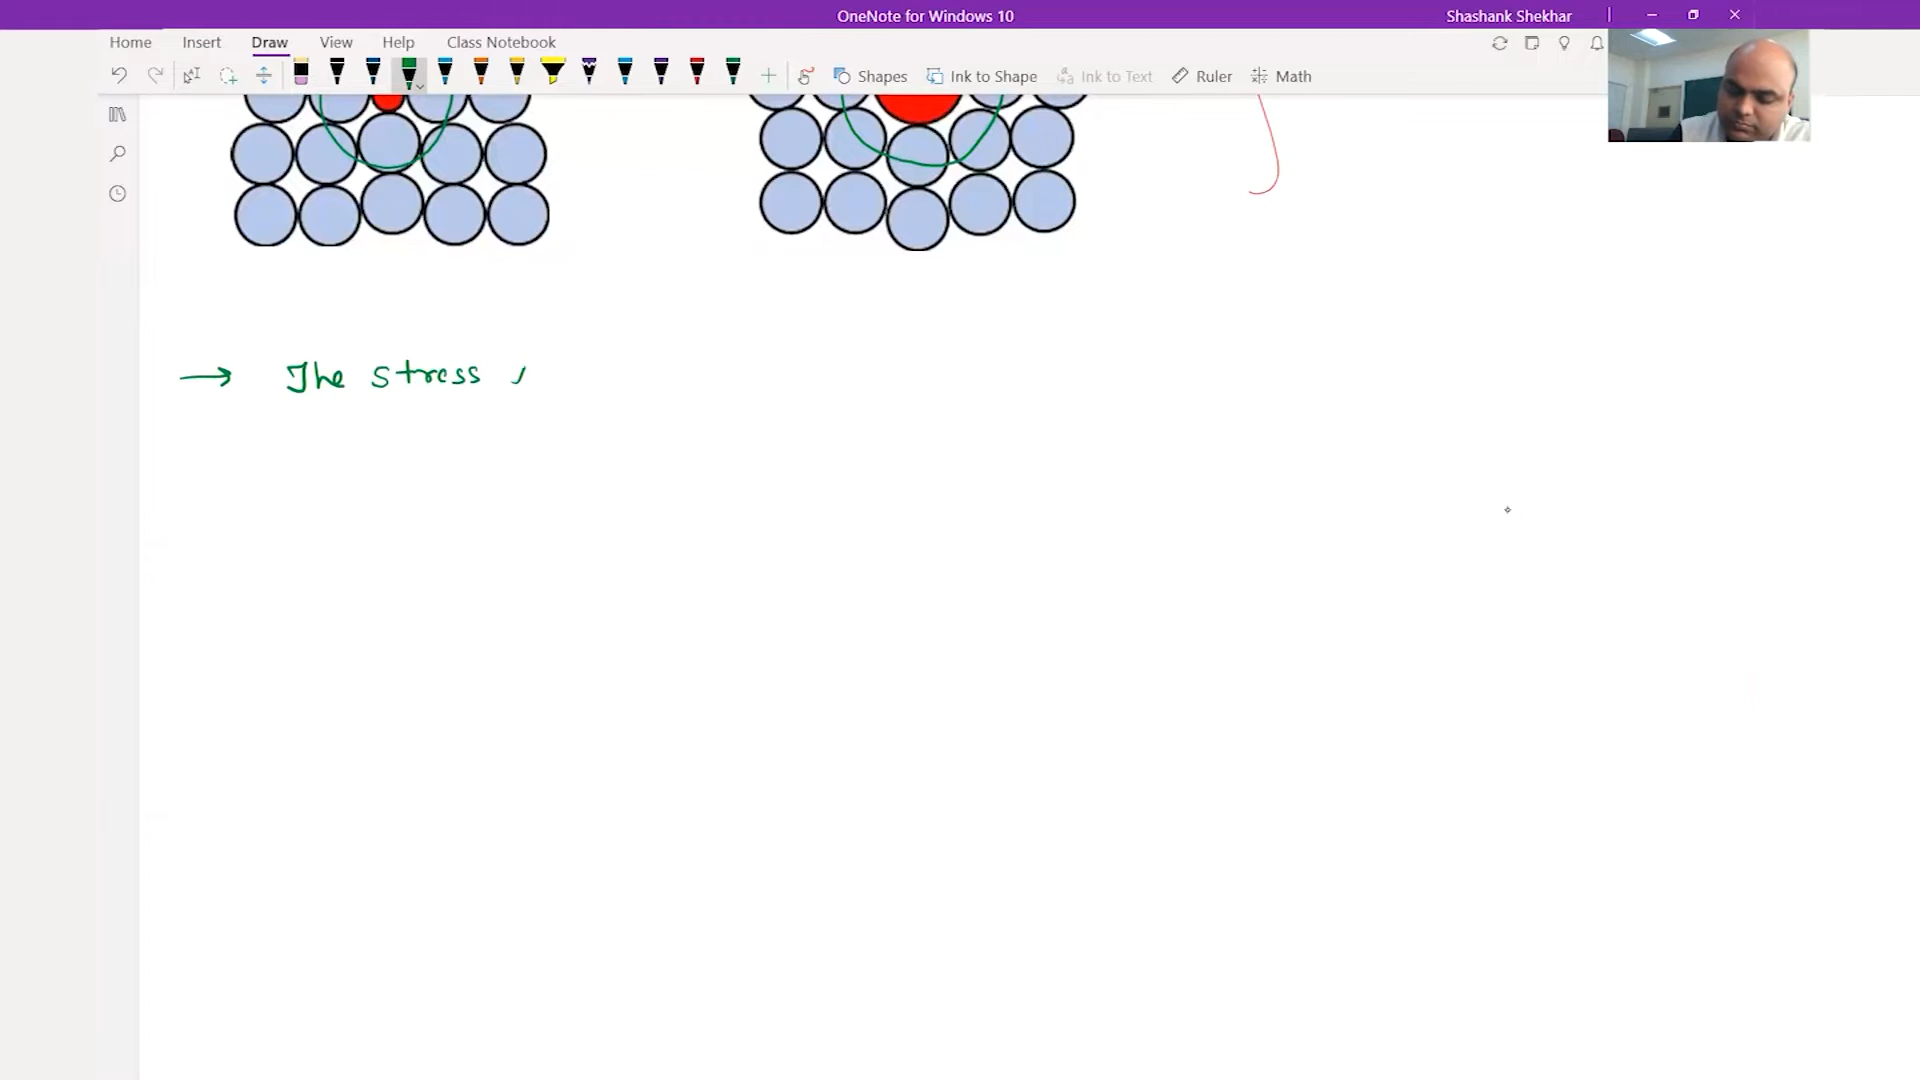 OneNote for Windows 10
Shashank Shekhar
Home Insert Draw View Help Class Notebook
Shapes Ink to Shape Ink to Text Ruler Math
→ The stress